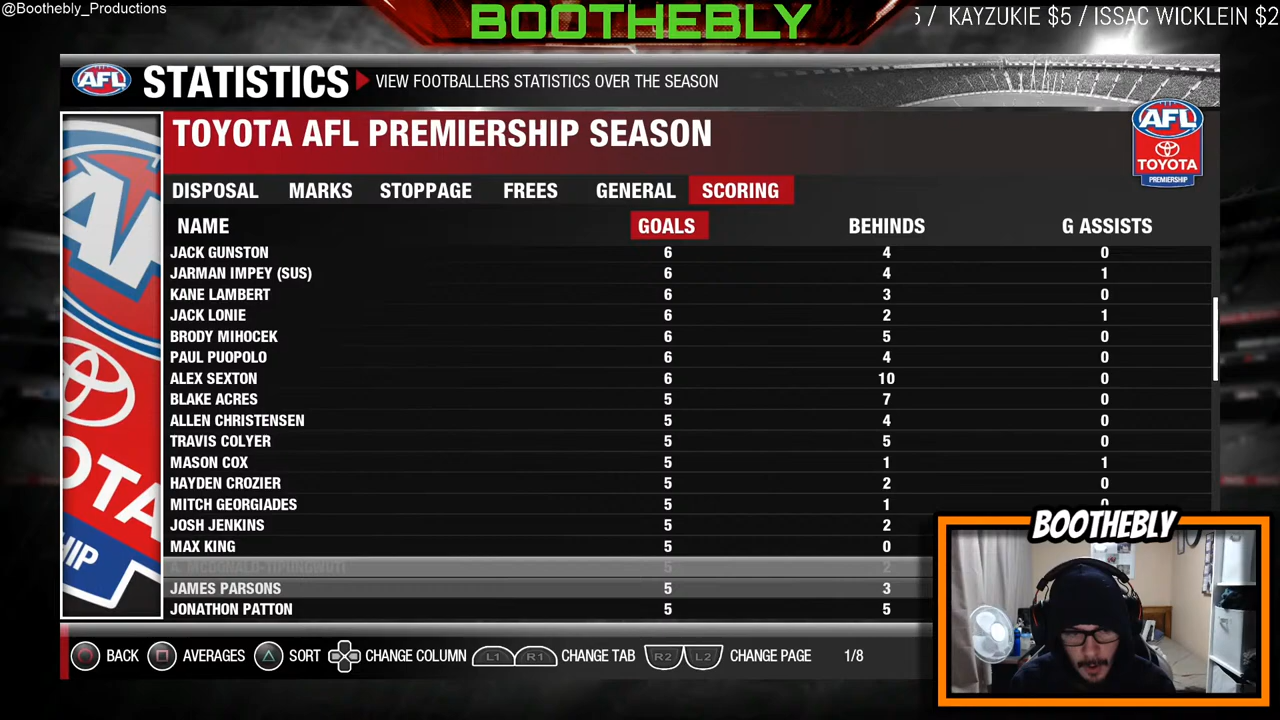 @Boothebly_Productions
BOOTHEBLY
/ KAYZUKIE $5 / ISSAC WICKLEIN $2
AFL STATISTICS VIEW FOOTBALLERS STATISTICS OVER THE SEASON
TOYOTA AFL PREMIERSHIP SEASON
AFL
TOYOTA
PREMIERSHIP
DISPOSAL MARKS STOPPAGE FREES GENERAL SCORING
NAME GOALS BEHINDS G ASSISTS
JACK GUNSTON 6 4 0
JARMAN IMPEY (SUS) 6 4 1
KANE LAMBERT 6 3 0
JACK LONIE 6 2 1
BRODY MIHOCEK 6 5 0
PAUL PUOPOLO 6 4 0
ALEX SEXTON 6 10 0
BLAKE ACRES 5 7 0
ALLEN CHRISTENSEN 5 4 0
TRAVIS COLYER 5 5 0
MASON COX 5 1 1
HAYDEN CROZIER 5 2 0
MITCH GEORGIADES 5 1 0
JOSH JENKINS 5 2
MAX KING 5 0
A. MCDONALD-TIPUNGWUTI 5 2
JAMES PARSONS 5 3
JONATHON PATTON 5 5
BOOTHEBLY
BACK AVERAGES SORT CHANGE COLUMN L1 R1 CHANGE TAB R2 L2 CHANGE PAGE 1/8